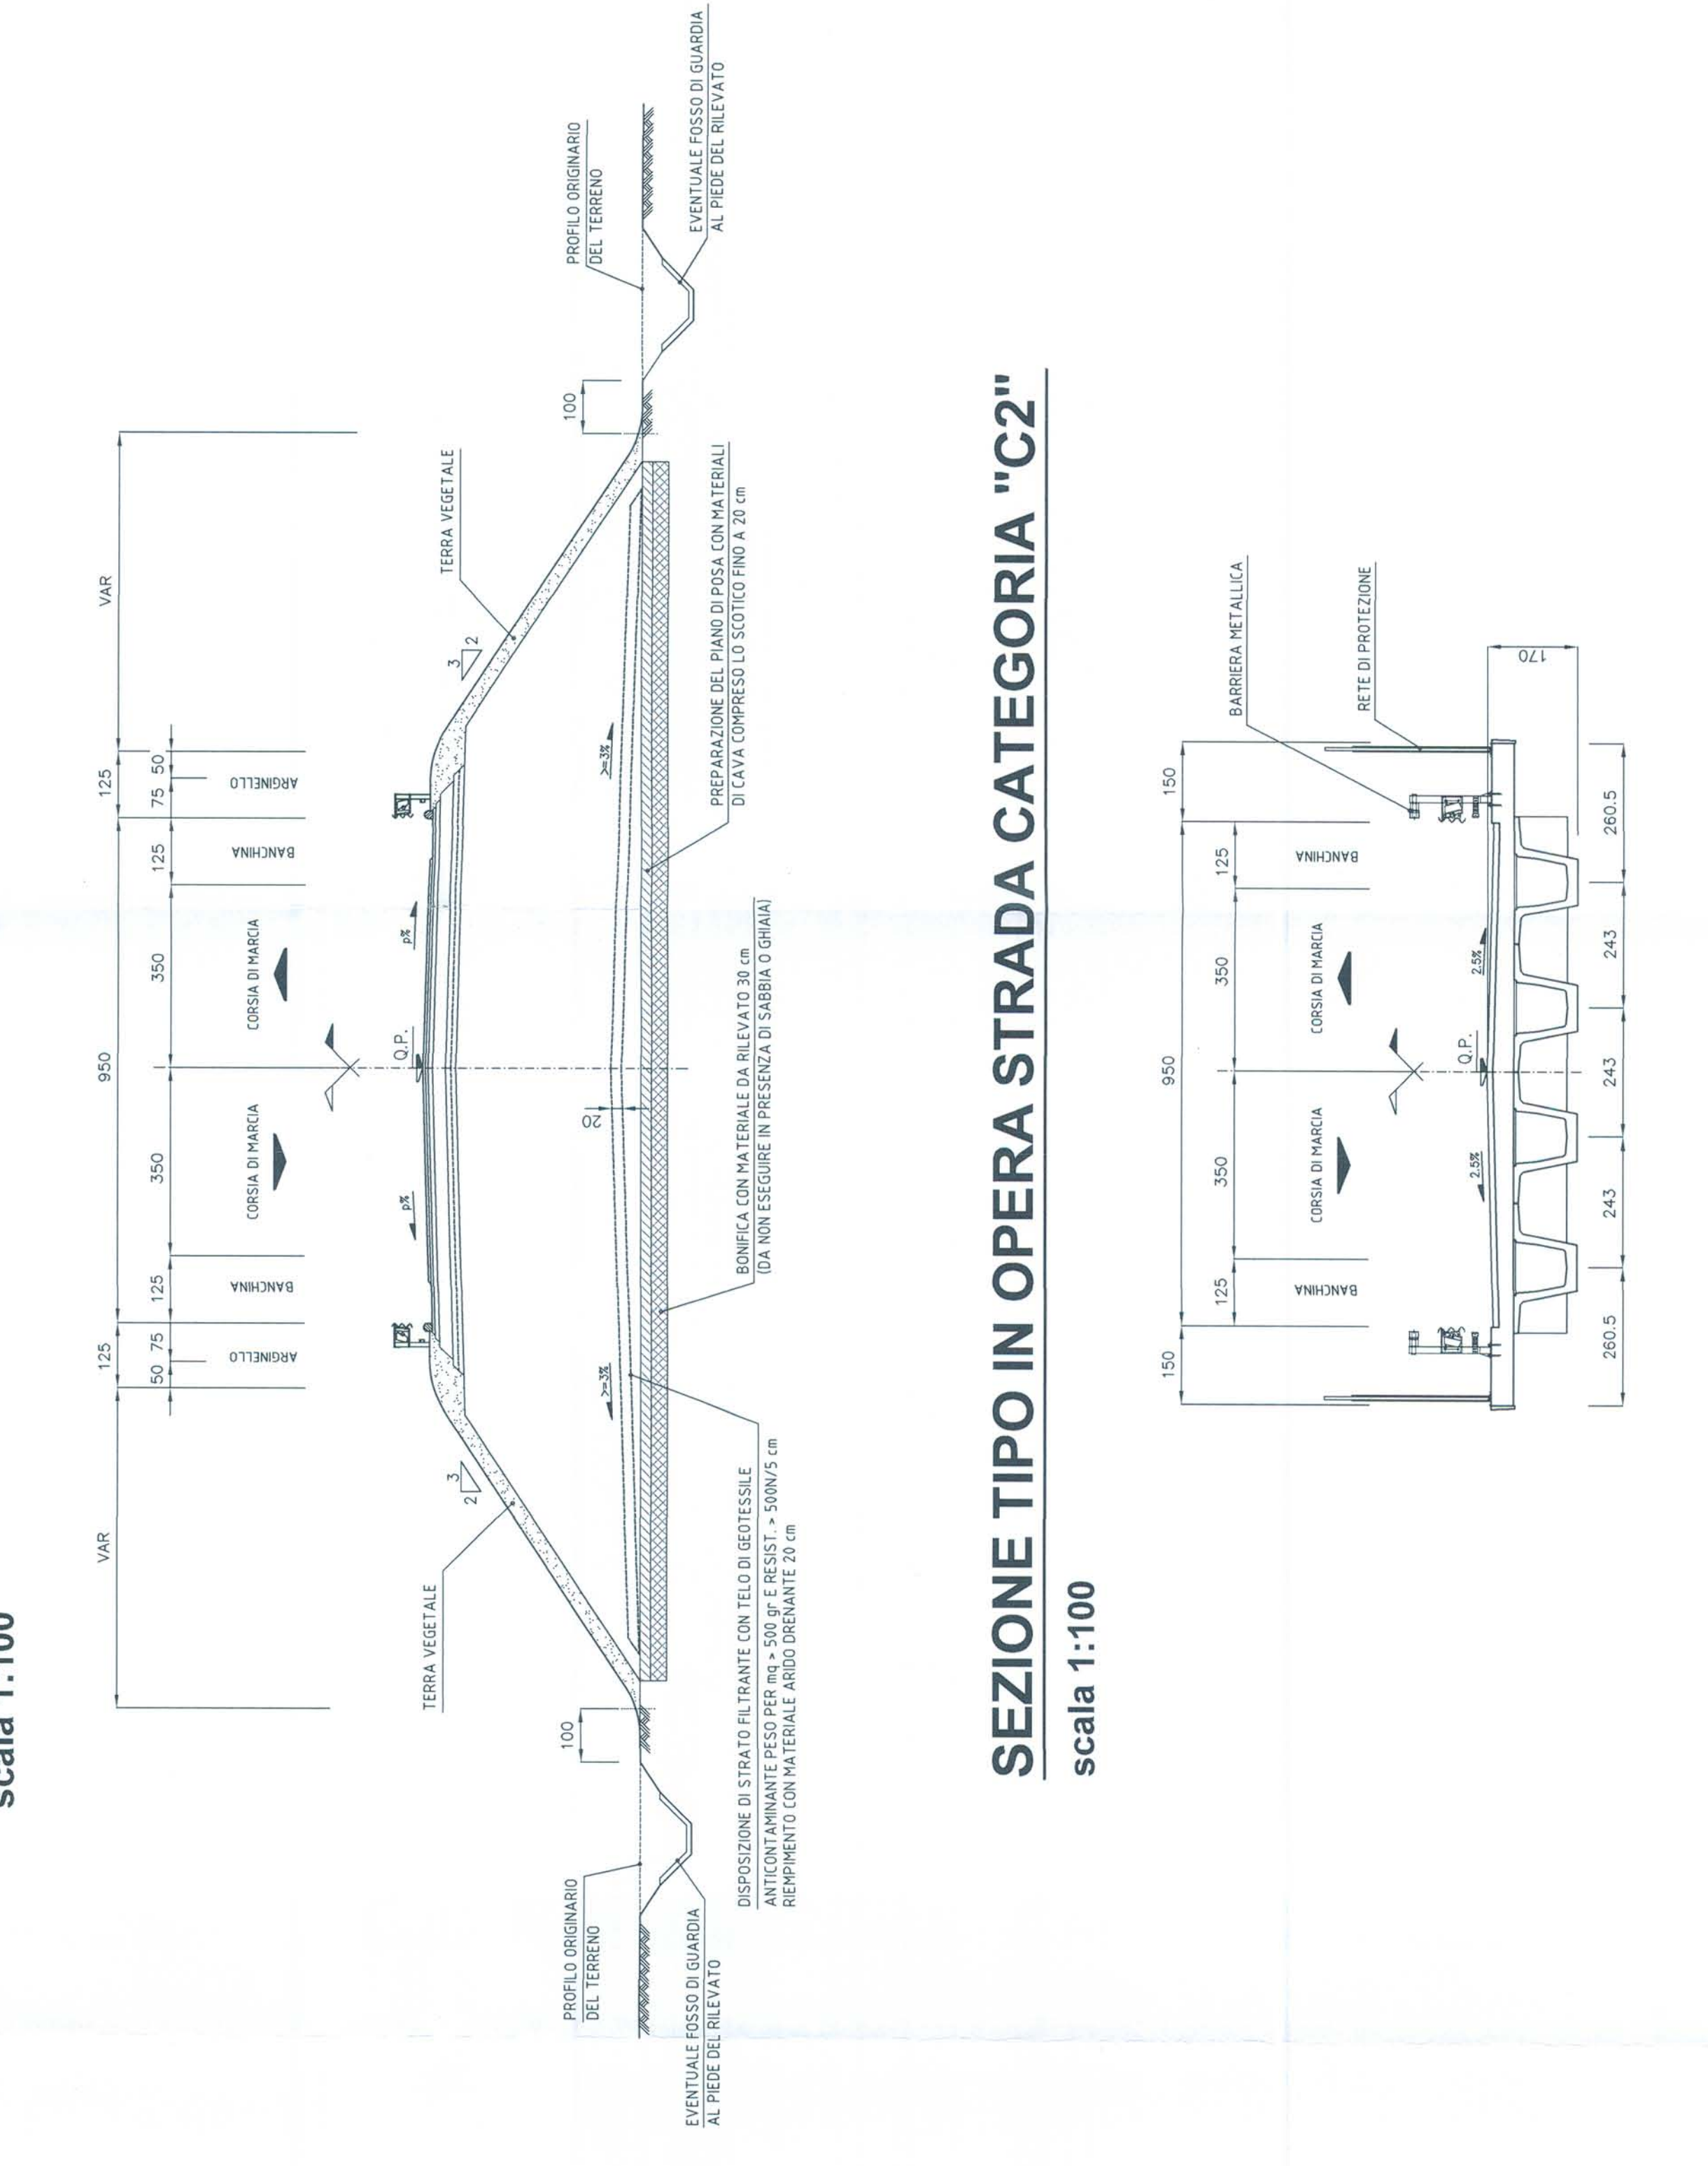 scala 1:100
VAR
125
950
125
VAR
50
75
125
350
350
125
75
50
ARGINELLO
BANCHINA
CORSIA DI MARCIA
CORSIA DI MARCIA
BANCHINA
ARGINELLO
p%
Q.P.
p%
TERRA VEGETALE
2
3
3
2
TERRA VEGETALE
PROFILO ORIGINARIO
DEL TERRENO
100
>=3%
20
>=3%
100
PROFILO ORIGINARIO
DEL TERRENO
EVENTUALE FOSSO DI GUARDIA
AL PIEDE DEL RILEVATO
DISPOSIZIONE DI STRATO FILTRANTE CON TELO DI GEOTESSILE
ANTICONTAMINANTE PESO PER mq > 500 gr E RESIST. > 500N/5 cm
RIEMPIMENTO CON MATERIALE ARIDO DRENANTE 20 cm
BONIFICA CON MATERIALE DA RILEVATO 30 cm
(DA NON ESEGUIRE IN PRESENZA DI SABBIA O GHIAIA)
PREPARAZIONE DEL PIANO DI POSA CON MATERIALI
DI CAVA COMPRESO LO SCOTICO FINO A 20 cm
EVENTUALE FOSSO DI GUARDIA
AL PIEDE DEL RILEVATO
SEZIONE TIPO IN OPERA STRADA CATEGORIA "C2"
scala 1:100
150
950
150
125
350
350
125
BANCHINA
CORSIA DI MARCIA
CORSIA DI MARCIA
BANCHINA
BARRIERA METALLICA
RETE DI PROTEZIONE
2.5%
Q.P.
2.5%
170
260.5
243
243
243
260.5